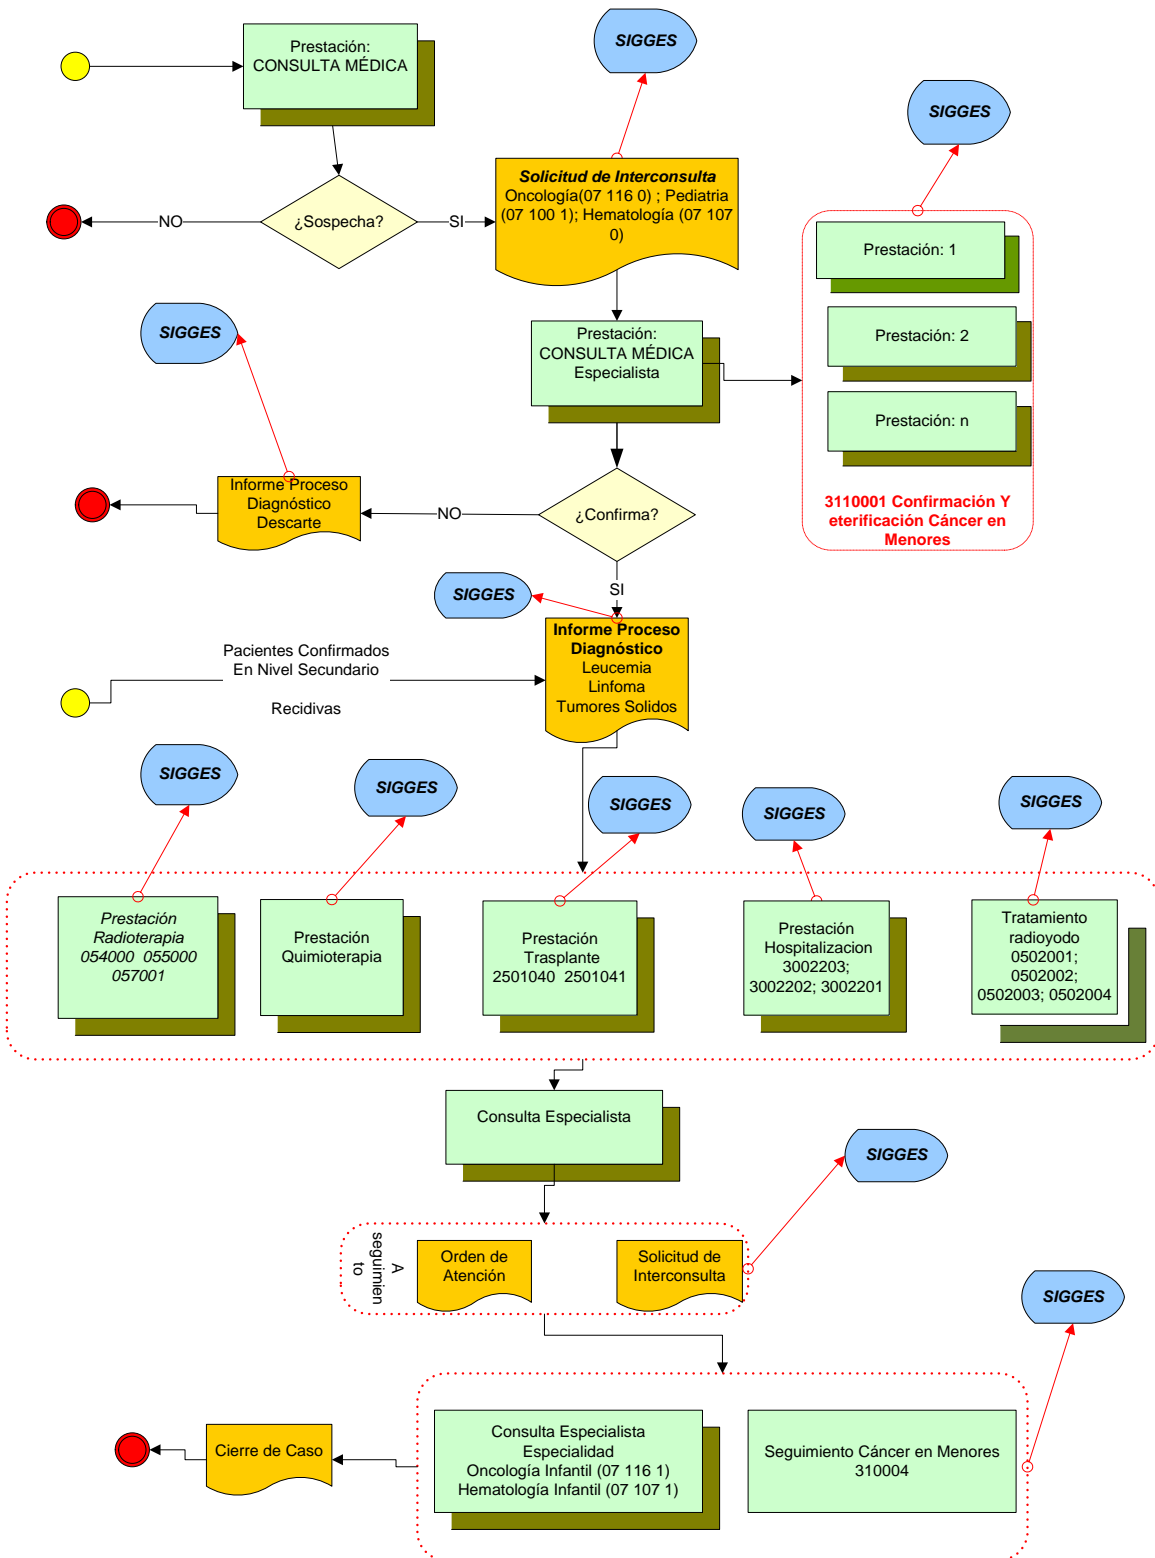 Prestación:
CONSULTA MÉDICA
SIGGES
SIGGES
Solicitud de Interconsulta
Oncología(07 116 0) ; Pediatria
(07 100 1); Hematología (07 107
0)
¿Sospecha?
NO
SI
Prestación: 1
Prestación: 2
Prestación: n
3110001 Confirmación Y
eterificación Cáncer en
Menores
SIGGES
Prestación:
CONSULTA MÉDICA
Especialista
Informe Proceso
Diagnóstico
Descarte
NO
¿Confirma?
SI
SIGGES
Informe Proceso
Diagnóstico
Leucemia
Linfoma
Tumores Solidos
Pacientes Confirmados
En Nivel Secundario
Recidivas
SIGGES
SIGGES
SIGGES
SIGGES
SIGGES
Prestación
Radioterapia
054000 055000
057001
Prestación
Quimioterapia
Prestación
Trasplante
2501040 2501041
Prestación
Hospitalizacion
3002203;
3002202; 3002201
Tratamiento
radioyodo
0502001;
0502002;
0502003; 0502004
Consulta Especialista
SIGGES
A
seguimien
to
Orden de
Atención
Solicitud de
Interconsulta
SIGGES
Cierre de Caso
Consulta Especialista
Especialidad
Oncología Infantil (07 116 1)
Hematología Infantil (07 107 1)
Seguimiento Cáncer en Menores
310004